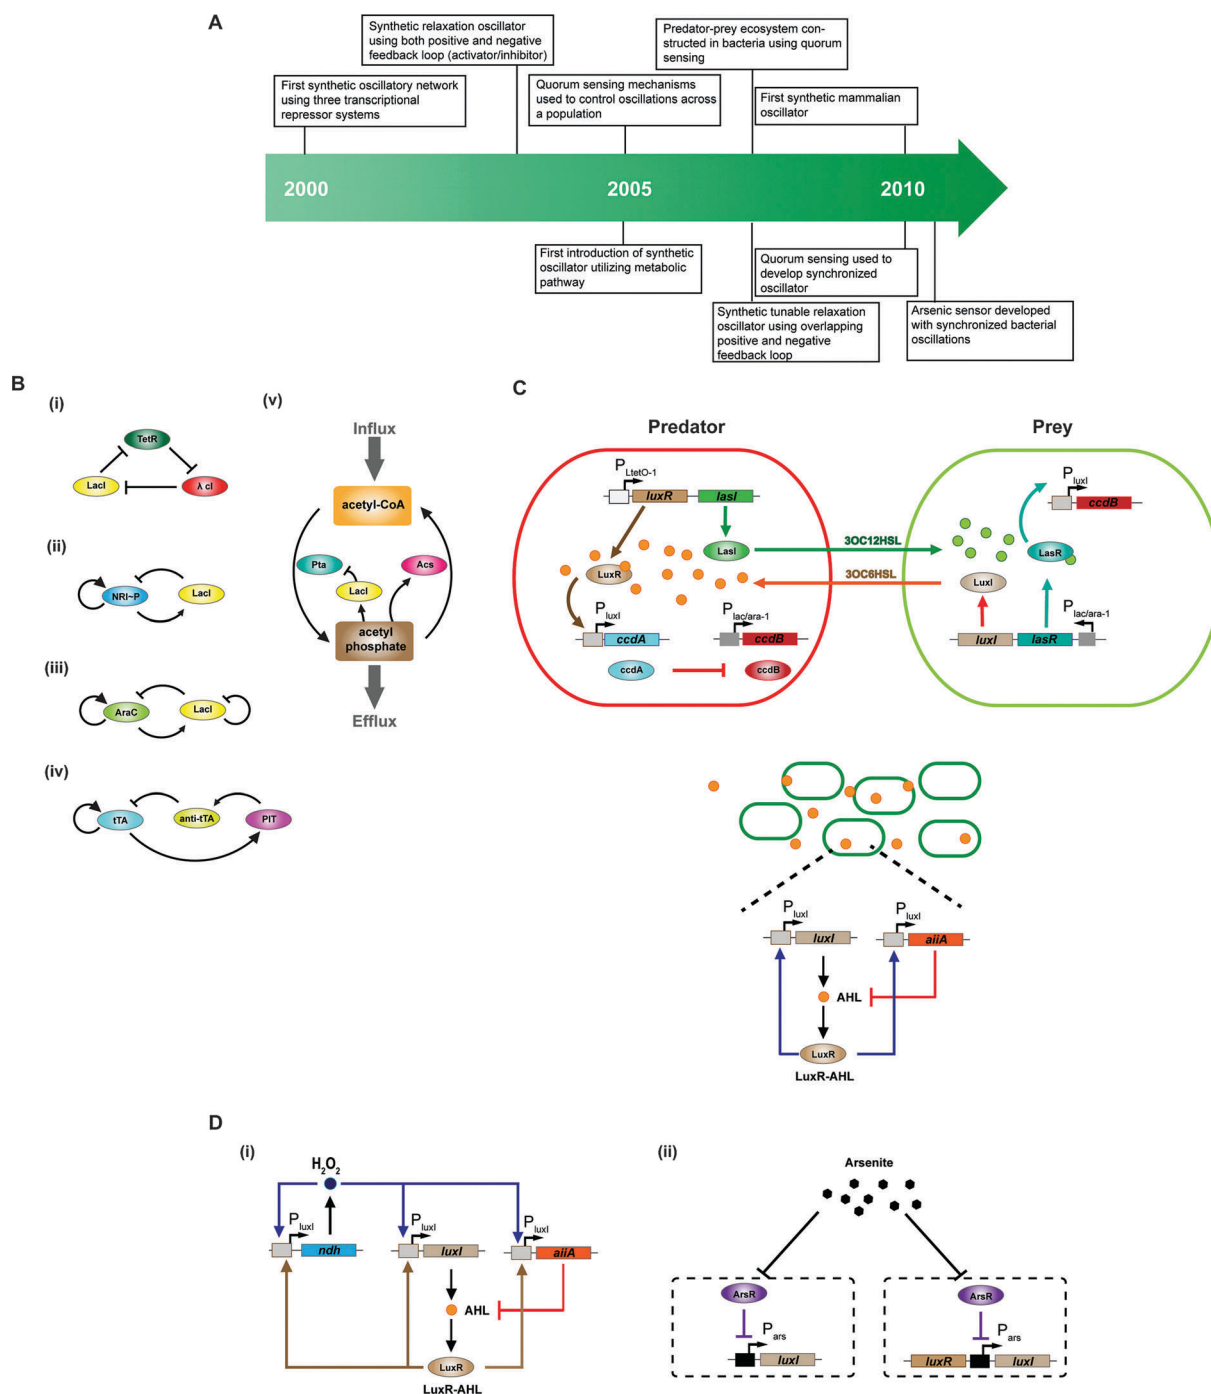 A
Synthetic relaxation oscillator
using both positive and negative
feedback loop (activator/inhibitor)
Predator-prey ecosystem con-
structed in bacteria using quorum
sensing
First synthetic oscillatory network
using three transcriptional
repressor systems
Quorum sensing mechanisms
used to control oscillations across
a population
First synthetic mammalian
oscillator
2000
2005
2010
First introduction of synthetic
oscillator utilizing metabolic
pathway
Quorum sensing used to
develop synchronized
oscillator
Synthetic tunable relaxation
oscillator using overlapping
positive and negative
feedback loop
Arsenic sensor developed
with synchronized bacterial
oscillations
B
(i)
TetR
LacI
λ cI
(ii)
NRI~P
LacI
(iii)
AraC
LacI
(iv)
tTA
anti-tTA
PIT
(v)
Influx
acetyl-CoA
Pta
Acs
LacI
acetyl
phosphate
Efflux
C
Predator
Prey
PLtetO-1
luxR
lasI
LasI
LuxR
PluxI
ccdA
Plac/ara-1
ccdB
ccdA
ccdB
3OC12HSL
3OC6HSL
PluxI
ccdB
LasR
LuxI
Plac/ara-1
luxI
lasR
PluxI
luxI
PluxI
aiiA
AHL
LuxR
LuxR-AHL
D
(i)
H2O2
PluxI
ndh
PluxI
luxI
PluxI
aiiA
AHL
LuxR
LuxR-AHL
(ii)
Arsenite
ArsR
Pars
luxI
ArsR
Pars
luxR
luxI